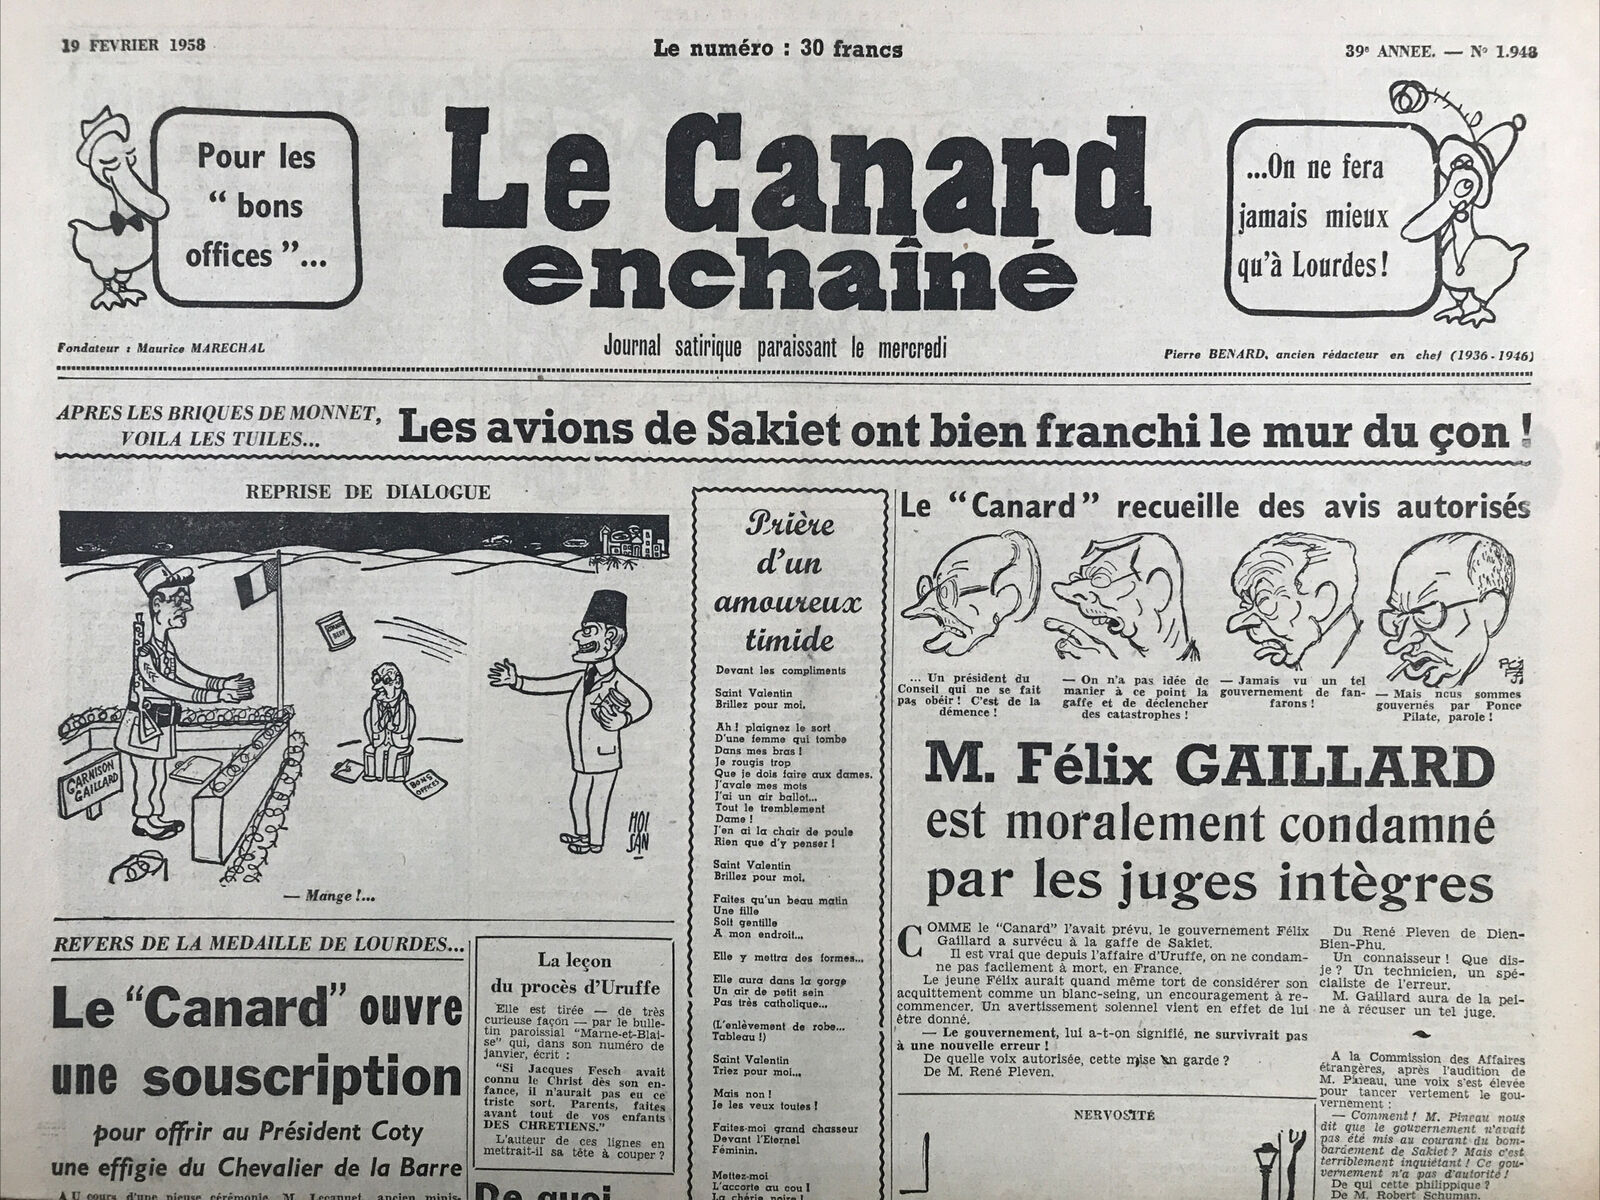 19 FEVRIER 1958
Le numéro : 30 francs
39e ANNEE. — No 1.948
Pour les
“ bons
offices ”...
Le Canard
enchaîné
...On ne fera
jamais mieux
qu'à Lourdes !
Fondateur : Maurice MARECHAL
Journal satirique paraissant le mercredi
Pierre BENARD, ancien rédacteur en chef (1936-1946)
APRES LES BRIQUES DE MONNET,
VOILA LES TUILES...
Les avions de Sakiet ont bien franchi le mur du çon !
REPRISE DE DIALOGUE
GARNISON
GAILLARD
BONS
OFFICES
MOI
SAN
— Mange !...
REVERS DE LA MEDAILLE DE LOURDES...
Le “Canard” ouvre
une souscription
pour offrir au Président Coty
une effigie du Chevalier de la Barre
AU cours d'une pieuse cérémonie, M. Lecanuet, ancien minis-
La leçon
du procès d'Uruffe
Elle est tirée — de très
curieuse façon — par le bulle-
tin paroissial "Marne-et-Blai-
se" qui, dans son numéro de
janvier, écrit :
"Si Jacques Fesch avait
connu le Christ dès son en-
fance, il n'aurait pas eu ce
triste sort. Parents, faites
avant tout de vos enfants
DES CHRETIENS."
L'auteur de ces lignes en
mettrait-il sa tête à couper ?
De quoi
Prière
d'un
amoureux
timide
Devant les compliments
Saint Valentin
Brillez pour moi.
Ah ! plaignez le sort
D'une femme qui tombe
Dans mes bras !
Je rougis trop
Que je dois faire aux dames.
J'avale mes mots
J'ai un air ballot...
Tout le tremblement
Dame !
J'en ai la chair de poule
Rien que d'y penser !
Saint Valentin
Brillez pour moi.
Faites qu'un beau matin
Une fille
Soit gentille
A mon endroit...
Elle y mettra des formes...
Elle aura dans la gorge
Un air de petit sein
Pas très catholique...
(L'enlèvement de robe...
Tableau !)
Saint Valentin
Triez pour moi...
Mais non !
Je les veux toutes !
Faites-moi grand chasseur
Devant l'Eternel
Féminin.
Mettez-moi
L'accorte au cou !
La chérie noire !
Le “Canard” recueille des avis autorisés
... Un président du
Conseil qui ne se fait
pas obéir ! C'est de la
démence !
— On n'a pas idée de
manier à ce point la
gaffe et de déclencher
des catastrophes !
— Jamais vu un tel
gouvernement de fan-
farons !
— Mais nous sommes
gouvernés par Ponce
Pilate, parole !
M. Félix GAILLARD
est moralement condamné
par les juges intègres
COMME le "Canard" l'avait prévu, le gouvernement Félix
Gaillard a survécu à la gaffe de Sakiet.
Il est vrai que depuis l'affaire d'Uruffe, on ne condam-
ne pas facilement à mort, en France.
Le jeune Félix aurait quand même tort de considérer son
acquittement comme un blanc-seing, un encouragement à re-
commencer. Un avertissement solennel vient en effet de lui
être donné.
— Le gouvernement, lui a-t-on signifié, ne survivrait pas
à une nouvelle erreur !
De quelle voix autorisée, cette mise en garde ?
De M. René Pleven.
Du René Pleven de Dien-
Bien-Phu.
Un connaisseur ! Que dis-
je ? Un technicien, un spé-
cialiste de l'erreur.
M. Gaillard aura de la pei-
ne à récuser un tel juge.
A la Commission des Affaires
étrangères, après l'audition de
M. Pineau, une voix s'est élevée
pour tancer vertement le gou-
vernement :
— Comment ! M. Pineau nous
dit que le gouvernement n'avait
pas été mis au courant du bom-
bardement de Sakiet ? Mais c'est
terriblement inquiétant ! Ce gou-
vernement n'a pas d'autorité !
De qui cette philippique ?
De M. Robert Schuman.
NERVOSITÉ